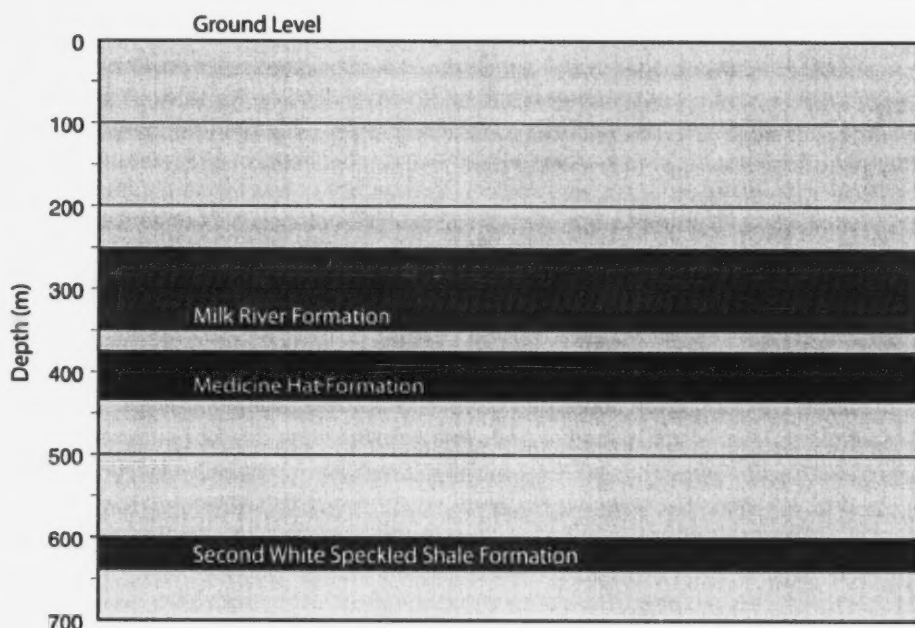 Ground Level
0
100
200
300
400
500
600
700
Depth (m)
Milk River Formation
Medicine Hat Formation
Second White Speckled Shale Formation